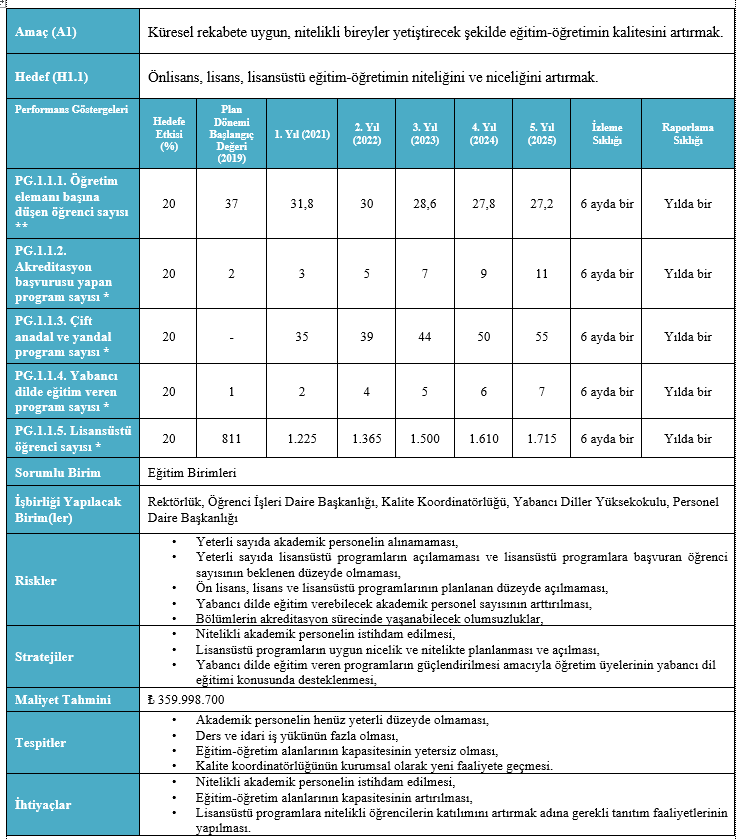 Amaç (A1)
Küresel rekabete uygun, nitelikli bireyler yetiştirecek şekilde eğitim-öğretimin kalitesini artırmak.
Hedef (H1.1)
Önlisans, lisans, lisansüstü eğitim-öğretimin niteliğini ve niceliğini artırmak.
Performans Göstergeleri
Hedefe
Etkisi
(%)
Plan
Dönemi
Başlangıç
Değeri
(2019)
1. Yıl (2021)
2. Yıl
(2022)
3. Yıl
(2023)
4. Yıl
(2024)
5. Yıl
(2025)
İzleme
Sıklığı
Raporlama
Sıklığı
PG.1.1.1. Öğretim
elemanı başına
düşen öğrenci sayısı
**
20
37
31,8
30
28,6
27,8
27,2
6 ayda bir
Yılda bir
PG.1.1.2.
Akreditasyon
başvurusu yapan
program sayısı *
20
2
3
5
7
9
11
6 ayda bir
Yılda bir
PG.1.1.3. Çift
anadal ve yandal
program sayısı *
20
-
35
39
44
50
55
6 ayda bir
Yılda bir
PG.1.1.4. Yabancı
dilde eğitim veren
program sayısı *
20
1
2
4
5
6
7
6 ayda bir
Yılda bir
PG.1.1.5. Lisansüstü
öğrenci sayısı *
20
811
1.225
1.365
1.500
1.610
1.715
6 ayda bir
Yılda bir
Sorumlu Birim
Eğitim Birimleri
İşbirliği Yapılacak
Birim(ler)
Rektörlük, Öğrenci İşleri Daire Başkanlığı, Kalite Koordinatörlüğü, Yabancı Diller Yüksekokulu, Personel
Daire Başkanlığı
Riskler
• Yeterli sayıda akademik personelin alınamaması,
• Yeterli sayıda lisansüstü programların açılamaması ve lisansüstü programlara başvuran öğrenci
sayısının beklenen düzeyde olmaması,
• Ön lisans, lisans ve lisansüstü programlarının planlanan düzeyde açılmaması,
• Yabancı dilde eğitim verebilecek akademik personel sayısının arttırılması,
• Bölümlerin akreditasyon sürecinde yaşanabilecek olumsuzluklar,
Stratejiler
• Nitelikli akademik personelin istihdam edilmesi,
• Lisansüstü programların uygun nicelik ve nitelikte planlanması ve açılması,
• Yabancı dilde eğitim veren programların güçlendirilmesi amacıyla öğretim üyelerinin yabancı dil
eğitimi konusunda desteklenmesi,
Maliyet Tahmini
₺ 359.998.700
Tespitler
• Akademik personelin henüz yeterli düzeyde olmaması,
• Ders ve idari iş yükünün fazla olması,
• Eğitim-öğretim alanlarının kapasitesinin yetersiz olması,
• Kalite koordinatörlüğünün kurumsal olarak yeni faaliyete geçmesi.
İhtiyaçlar
• Nitelikli akademik personelin istihdam edilmesi,
• Eğitim-öğretim alanlarının kapasitesinin artırılması,
• Lisansüstü programlara nitelikli öğrencilerin katılımını artırmak adına gerekli tanıtım faaliyetlerinin
yapılması.